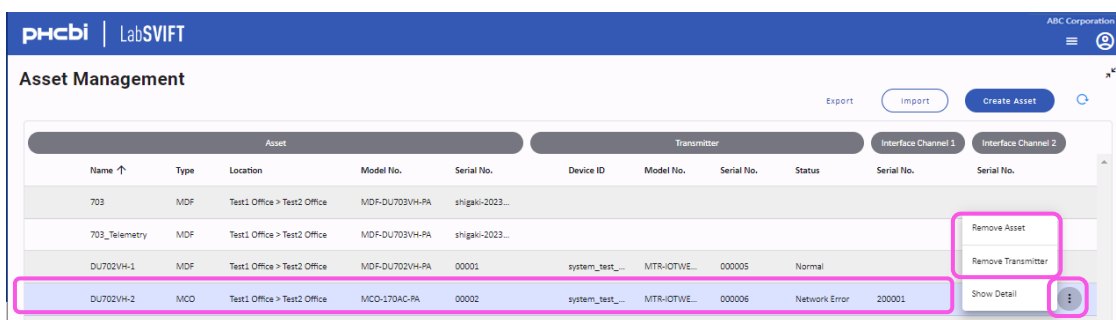 ABC Corporation
PHCbi | LabSVIFT
Asset Management
Export Import Create Asset
Asset Transmitter Interface Channel 1 Interface Channel 2
Name ↑ Type Location Model No. Serial No. Device ID Model No. Serial No. Status Serial No. Serial No.
703 MDF Test1 Office > Test2 Office MDF-DU703VH-PA shigaki-2023...
703_Telemetry MDF Test1 Office > Test2 Office MDF-DU703VH-PA shigaki-2023...
Remove Asset
DU702VH-1 MDF Test1 Office > Test2 Office MDF-DU702VH-PA 00001 system_test_... MTR-IOTWE... 000005 Normal
Remove Transmitter
DU702VH-2 MCO Test1 Office > Test2 Office MCO-170AC-PA 00002 system_test_... MTR-IOTWE... 000006 Network Error 200001
Show Detail